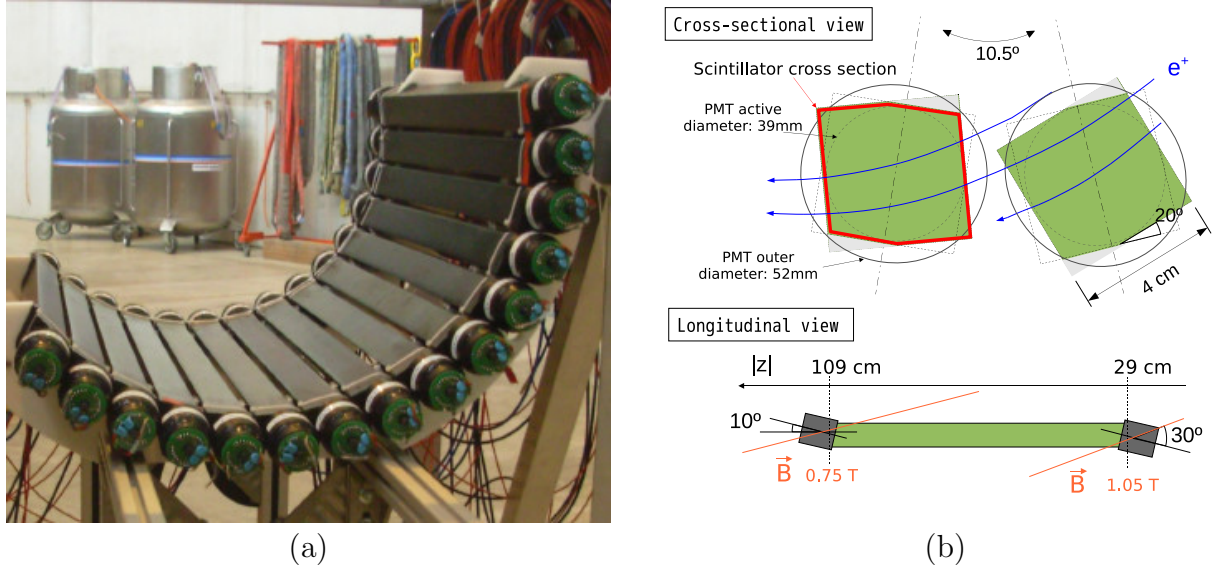 Cross-sectional view
10.5º
e+
Scintillator cross section
PMT active
diameter: 39mm
20º
PMT outer
diameter: 52mm
4 cm
Longitudinal view
|z|
109 cm
29 cm
10º
30º
B
0.75 T
B
1.05 T
(a)
(b)